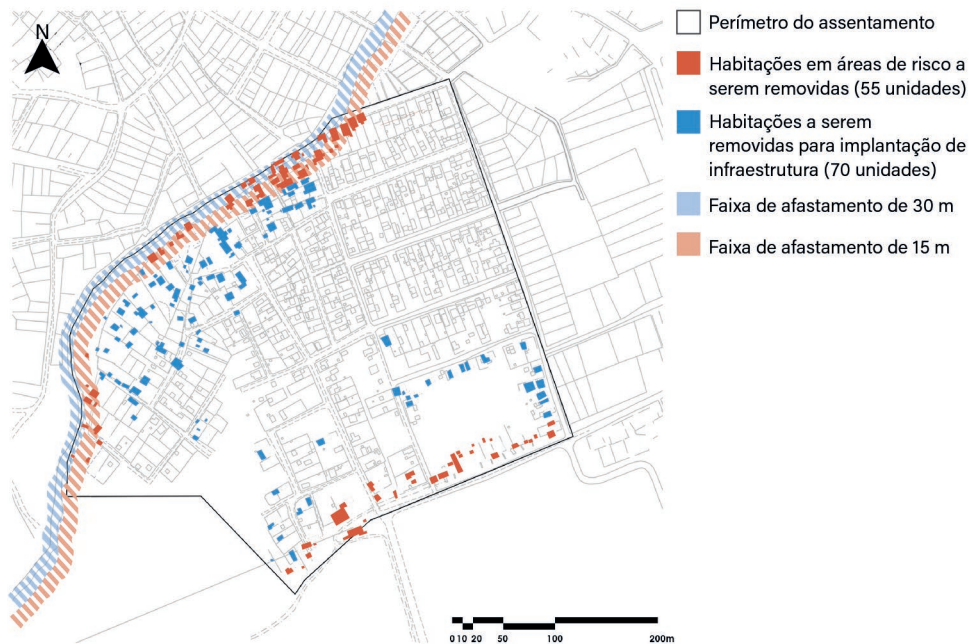 N
Perímetro do assentamento
Habitações em áreas de risco a
serem removidas (55 unidades)
Habitações a serem
removidas para implantação de
infraestrutura (70 unidades)
Faixa de afastamento de 30 m
Faixa de afastamento de 15 m
0 10 20 50 100 200m